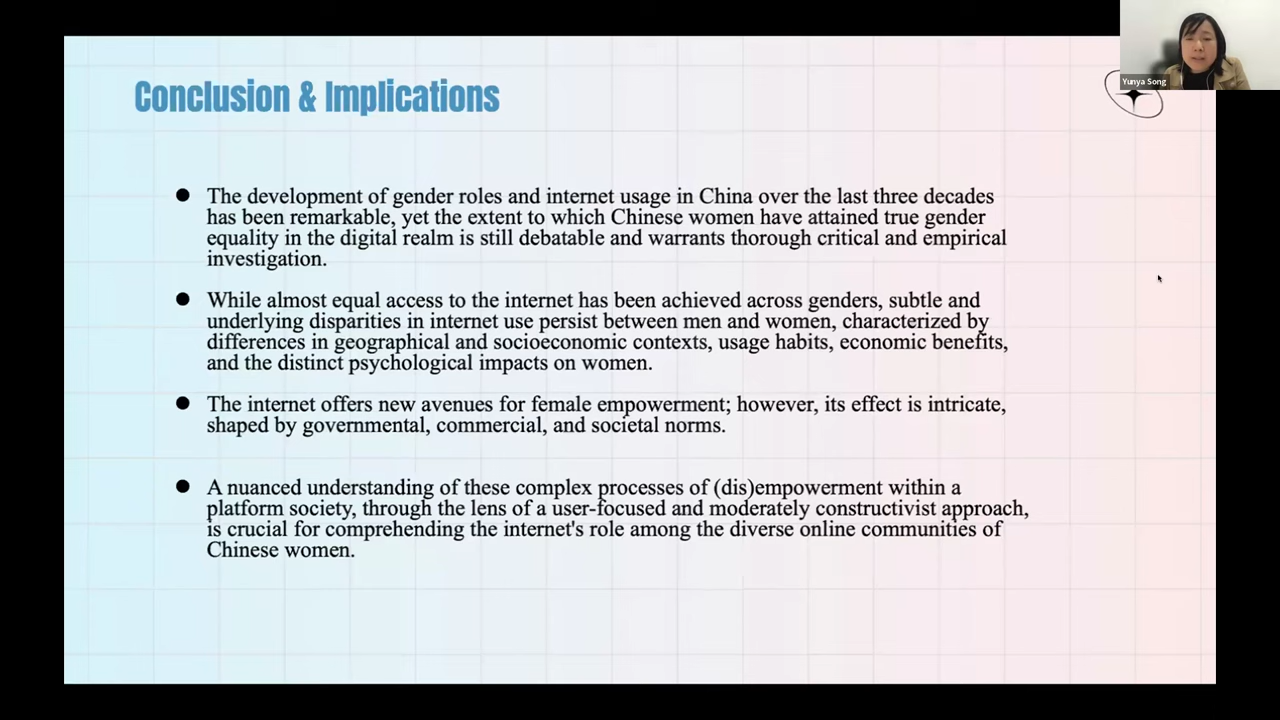 Yunya Song
Conclusion & Implications
● The development of gender roles and internet usage in China over the last three decades
has been remarkable, yet the extent to which Chinese women have attained true gender
equality in the digital realm is still debatable and warrants thorough critical and empirical
investigation.
● While almost equal access to the internet has been achieved across genders, subtle and
underlying disparities in internet use persist between men and women, characterized by
differences in geographical and socioeconomic contexts, usage habits, economic benefits,
and the distinct psychological impacts on women.
● The internet offers new avenues for female empowerment; however, its effect is intricate,
shaped by governmental, commercial, and societal norms.
● A nuanced understanding of these complex processes of (dis)empowerment within a
platform society, through the lens of a user-focused and moderately constructivist approach,
is crucial for comprehending the internet's role among the diverse online communities of
Chinese women.